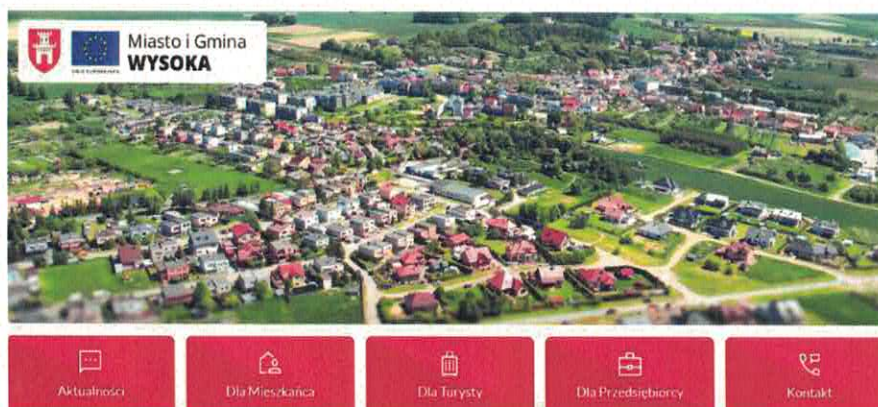 Miasto i Gmina
WYSOKA
Aktualności
Dla Mieszkańca
Dla Turysty
Dla Przedsiębiorcy
Kontakt